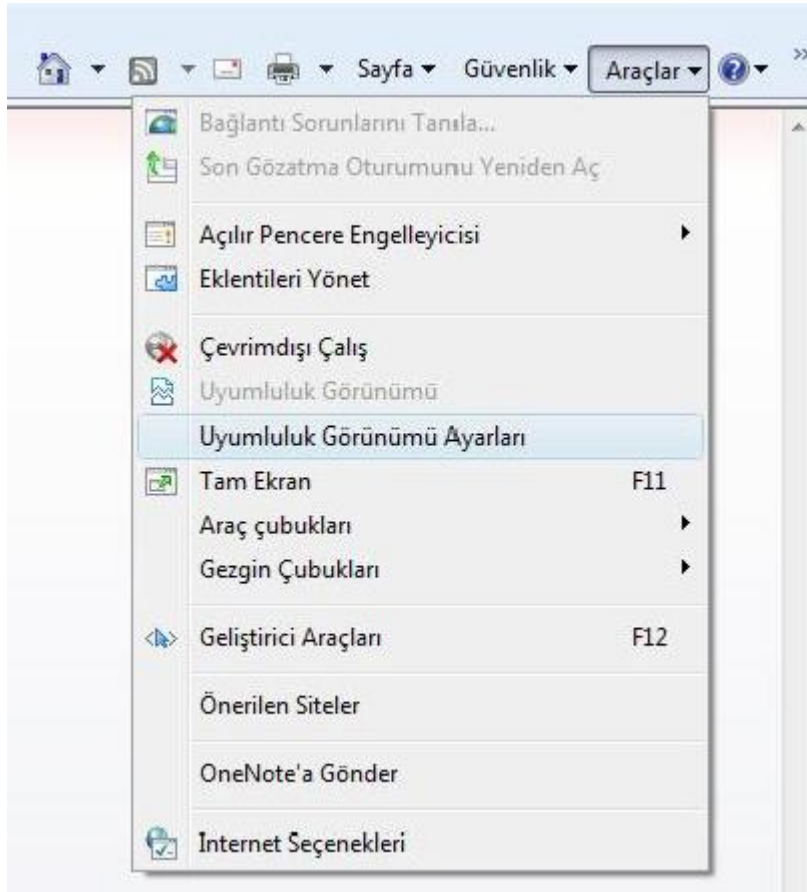 Sayfa Güvenlik Araçlar
Bağlantı Sorunlarını Tanıla...
Son Gözatma Oturumunu Yeniden Aç
Açılır Pencere Engelleyicisi
Eklentileri Yönet
Çevrimdışı Çalış
Uyumluluk Görünümü
Uyumluluk Görünümü Ayarları
Tam Ekran F11
Araç çubukları
Gezgin Çubukları
Geliştirici Araçları F12
Önerilen Siteler
OneNote'a Gönder
Internet Seçenekleri